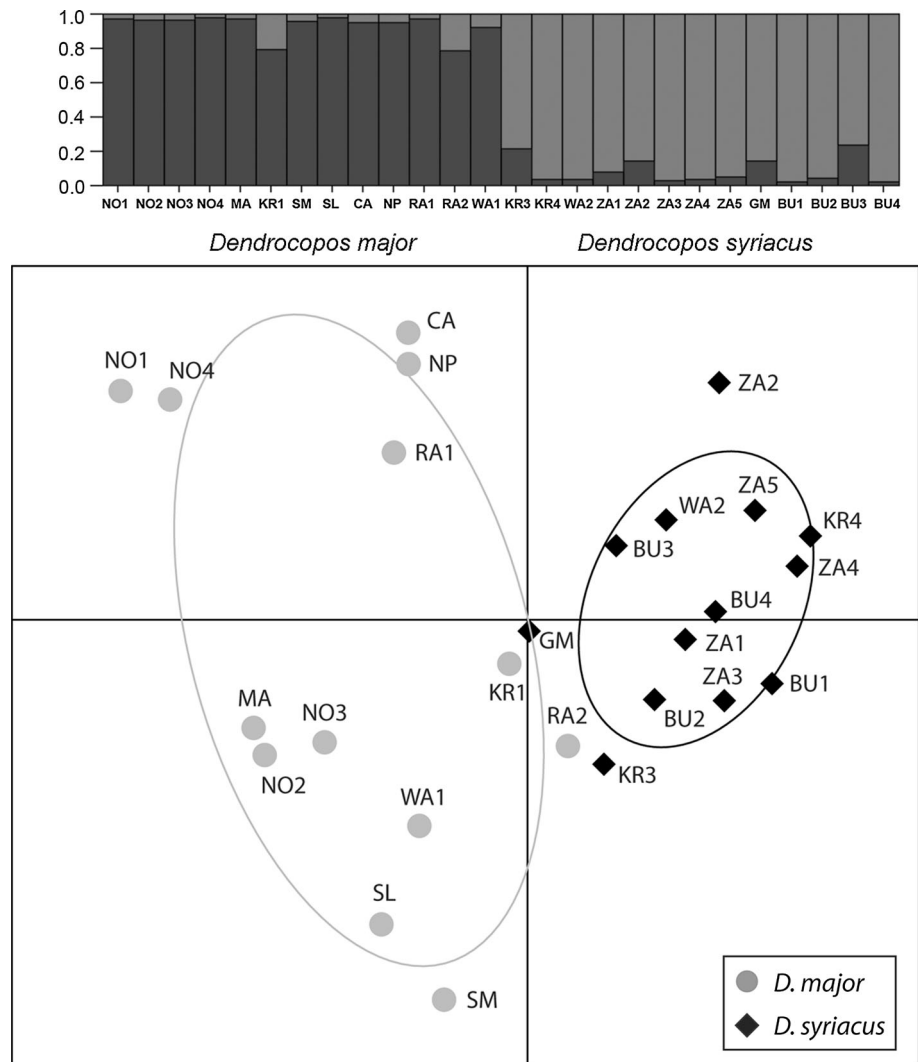 1.0
0.8
0.6
0.4
0.2
0.0
NO1 NO2 NO3 NO4 MA KR1 SM SL CA NP RA1 RA2 WA1 KR3 KR4 WA2 ZA1 ZA2 ZA3 ZA4 ZA5 GM BU1 BU2 BU3 BU4
Dendrocopos major Dendrocopos syriacus
CA
NO1
NO4
NP
ZA2
RA1
ZA5
WA2
KR4
BU3
ZA4
BU4
GM
ZA1
KR1
ZA3
BU1
MA
NO3
RA2
BU2
NO2
KR3
WA1
SL
SM
D. major
D. syriacus